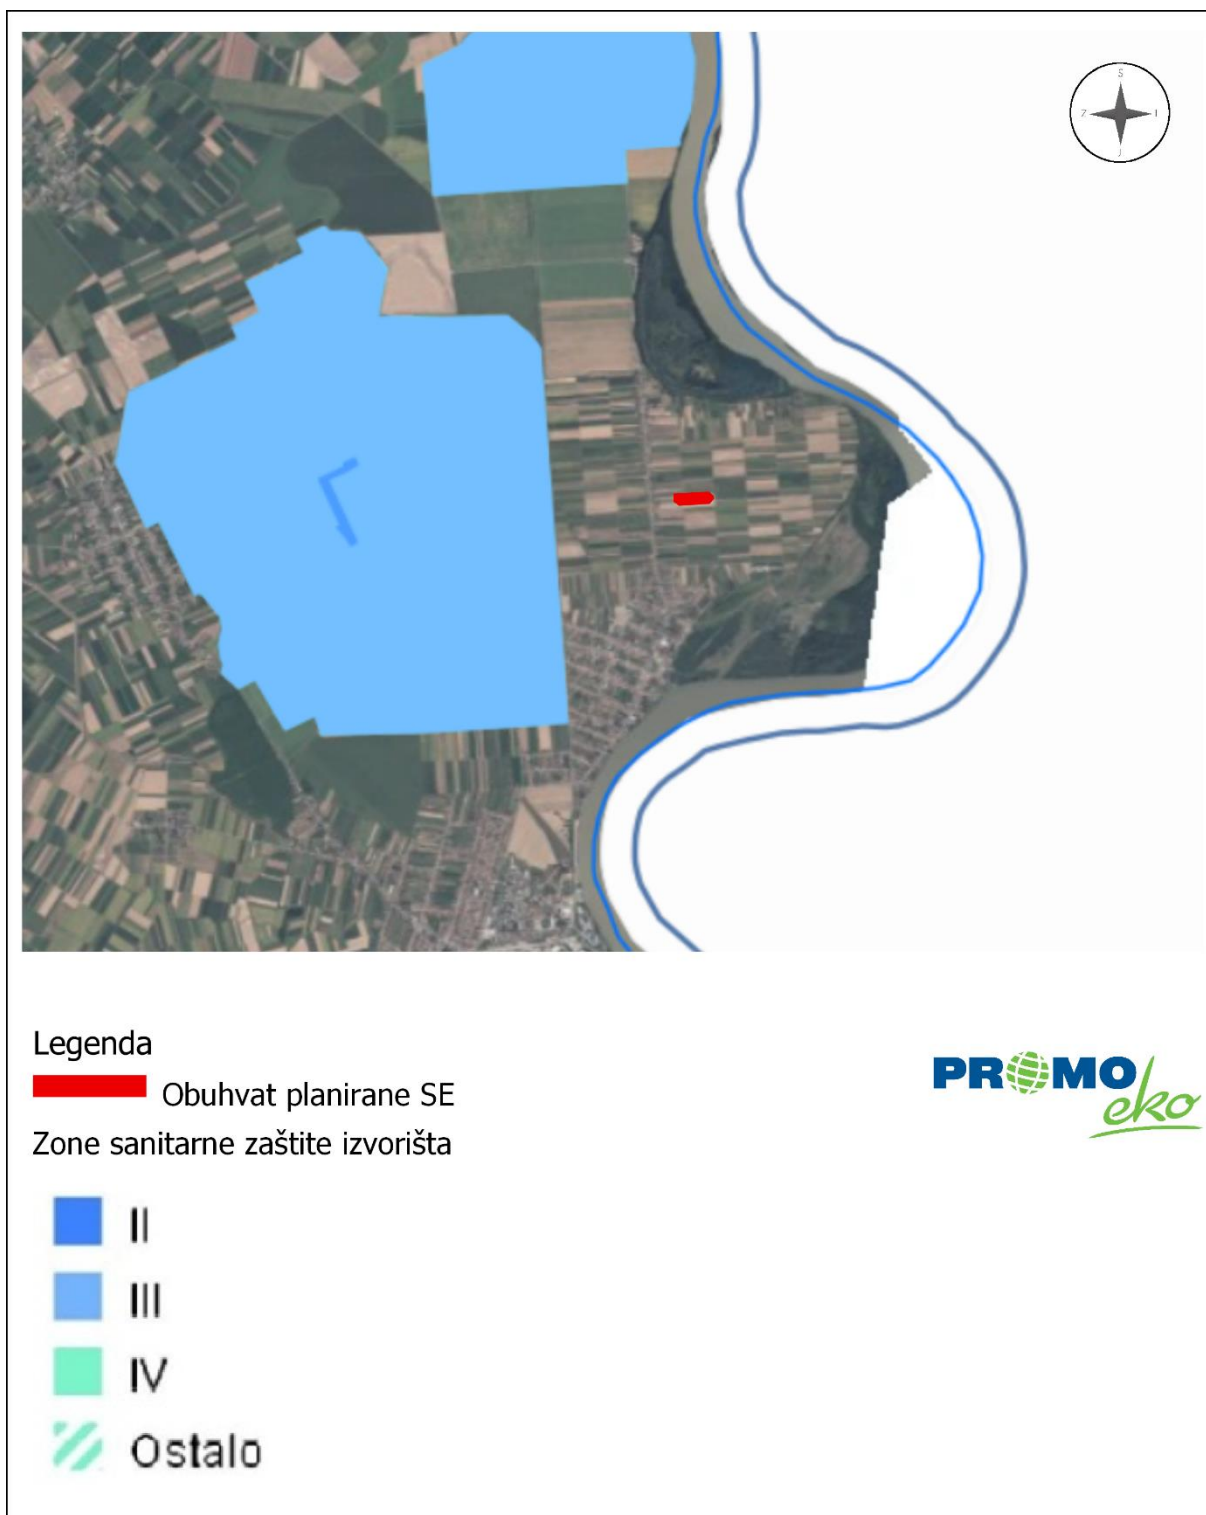 S
Z I
J
Legenda
Obuhvat planirane SE
Zone sanitarne zaštite izvorišta
II
III
IV
Ostalo
PROMO
eko